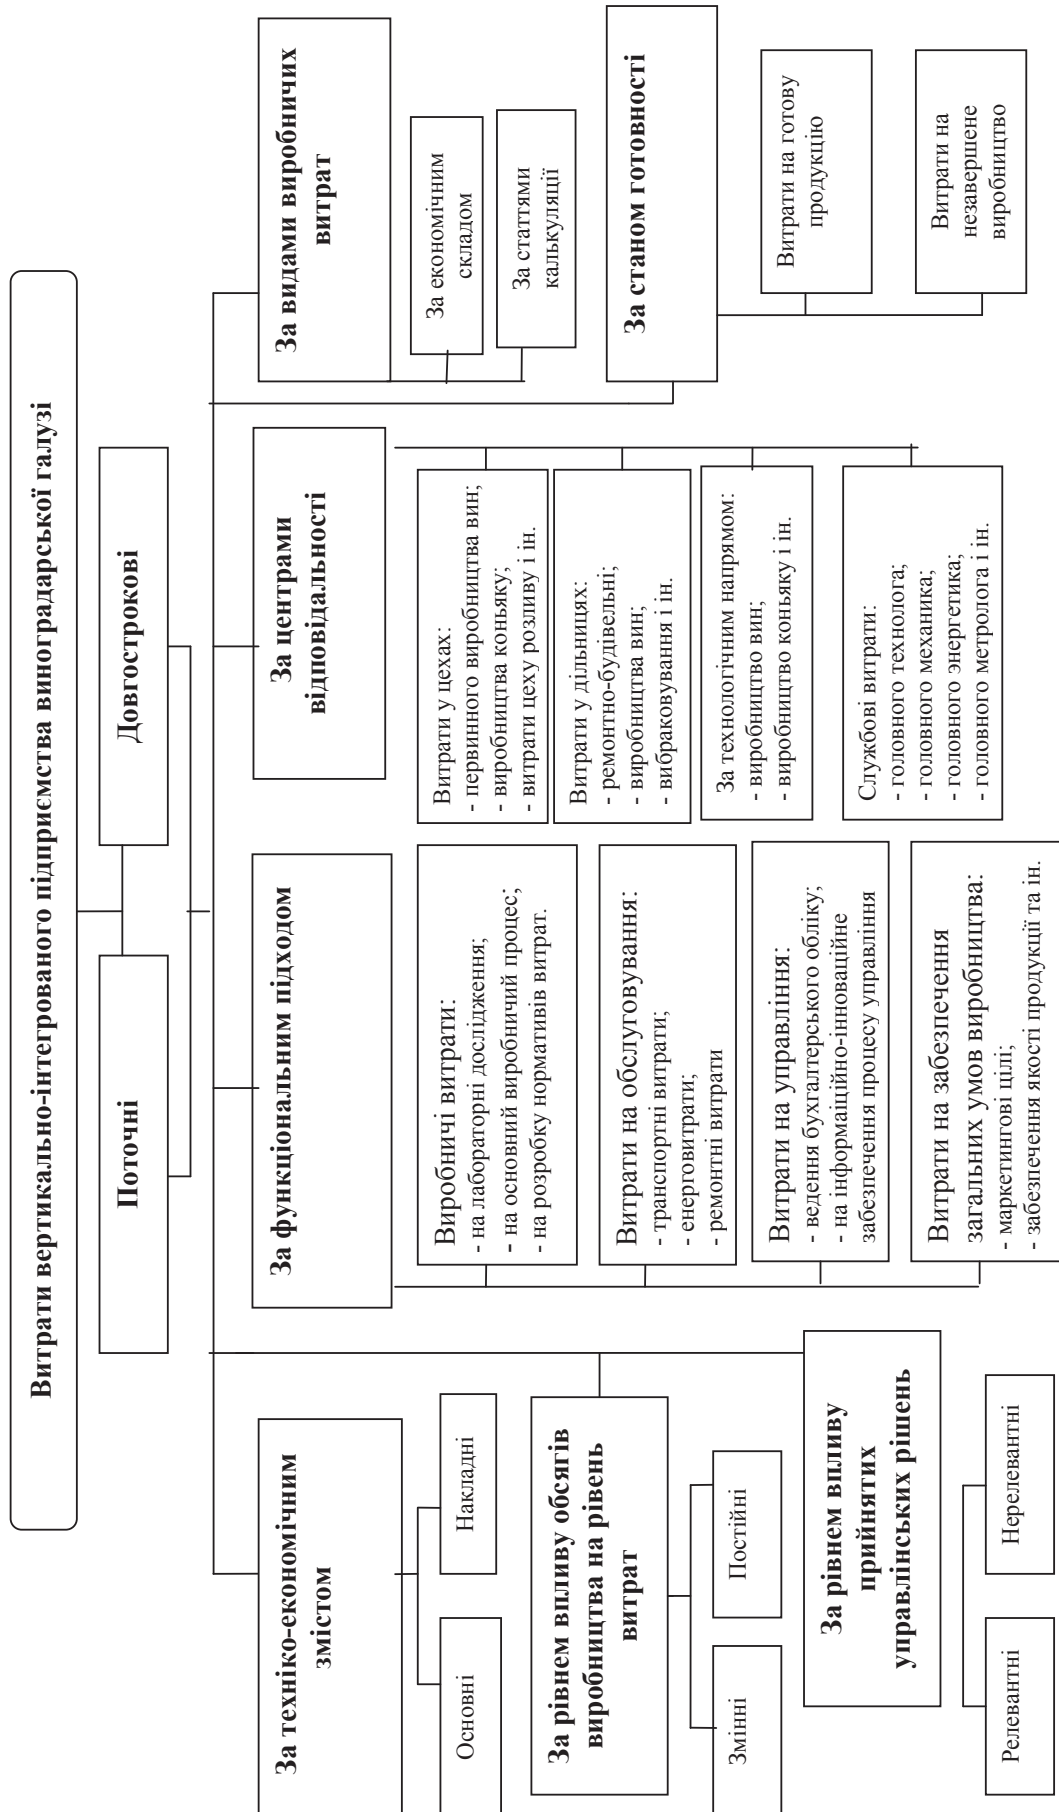 Витрати вертикально-інтегрованого підприємства виноградарської галузі
Поточні
Довгострокові
За техніко-економічним
змістом
Основні
Накладні
За рівнем впливу обсягів
виробництва на рівень
витрат
Змінні
Постійні
За рівнем впливу
прийнятих
управлінських рішень
Релевантні
Нерелевантні
За функціональним підходом
Виробничі витрати:
- на лабораторні дослідження;
- на основний виробничий процес;
- на розробку нормативів витрат.
Витрати на обслуговування:
- транспортні витрати;
- енерговитрати;
- ремонтні витрати
Витрати на управління:
- ведення бухгалтерського обліку;
- на інформаційно-інноваційне
забезпечення процесу управління
Витрати на забезпечення
загальних умов виробництва:
- маркетингові цілі;
- забезпечення якості продукції та ін.
За центрами
відповідальності
Витрати у цехах:
- первинного виробництва вин;
- виробництва коньяку;
- витрати цеху розливу і ін.
Витрати у дільницях:
- ремонтно-будівельні;
- виробництва вин;
- вибраковування і ін.
За технологічним напрямом:
- виробництво вин;
- виробництво коньяку і ін.
Службові витрати:
- головного технолога;
- головного механика;
- головного энергетика;
- головного метролога і ін.
За видами виробничих
витрат
За економічним
складом
За статтями
калькуляції
За станом готовності
Витрати на готову
продукцію
Витрати на
незавершене
виробництво